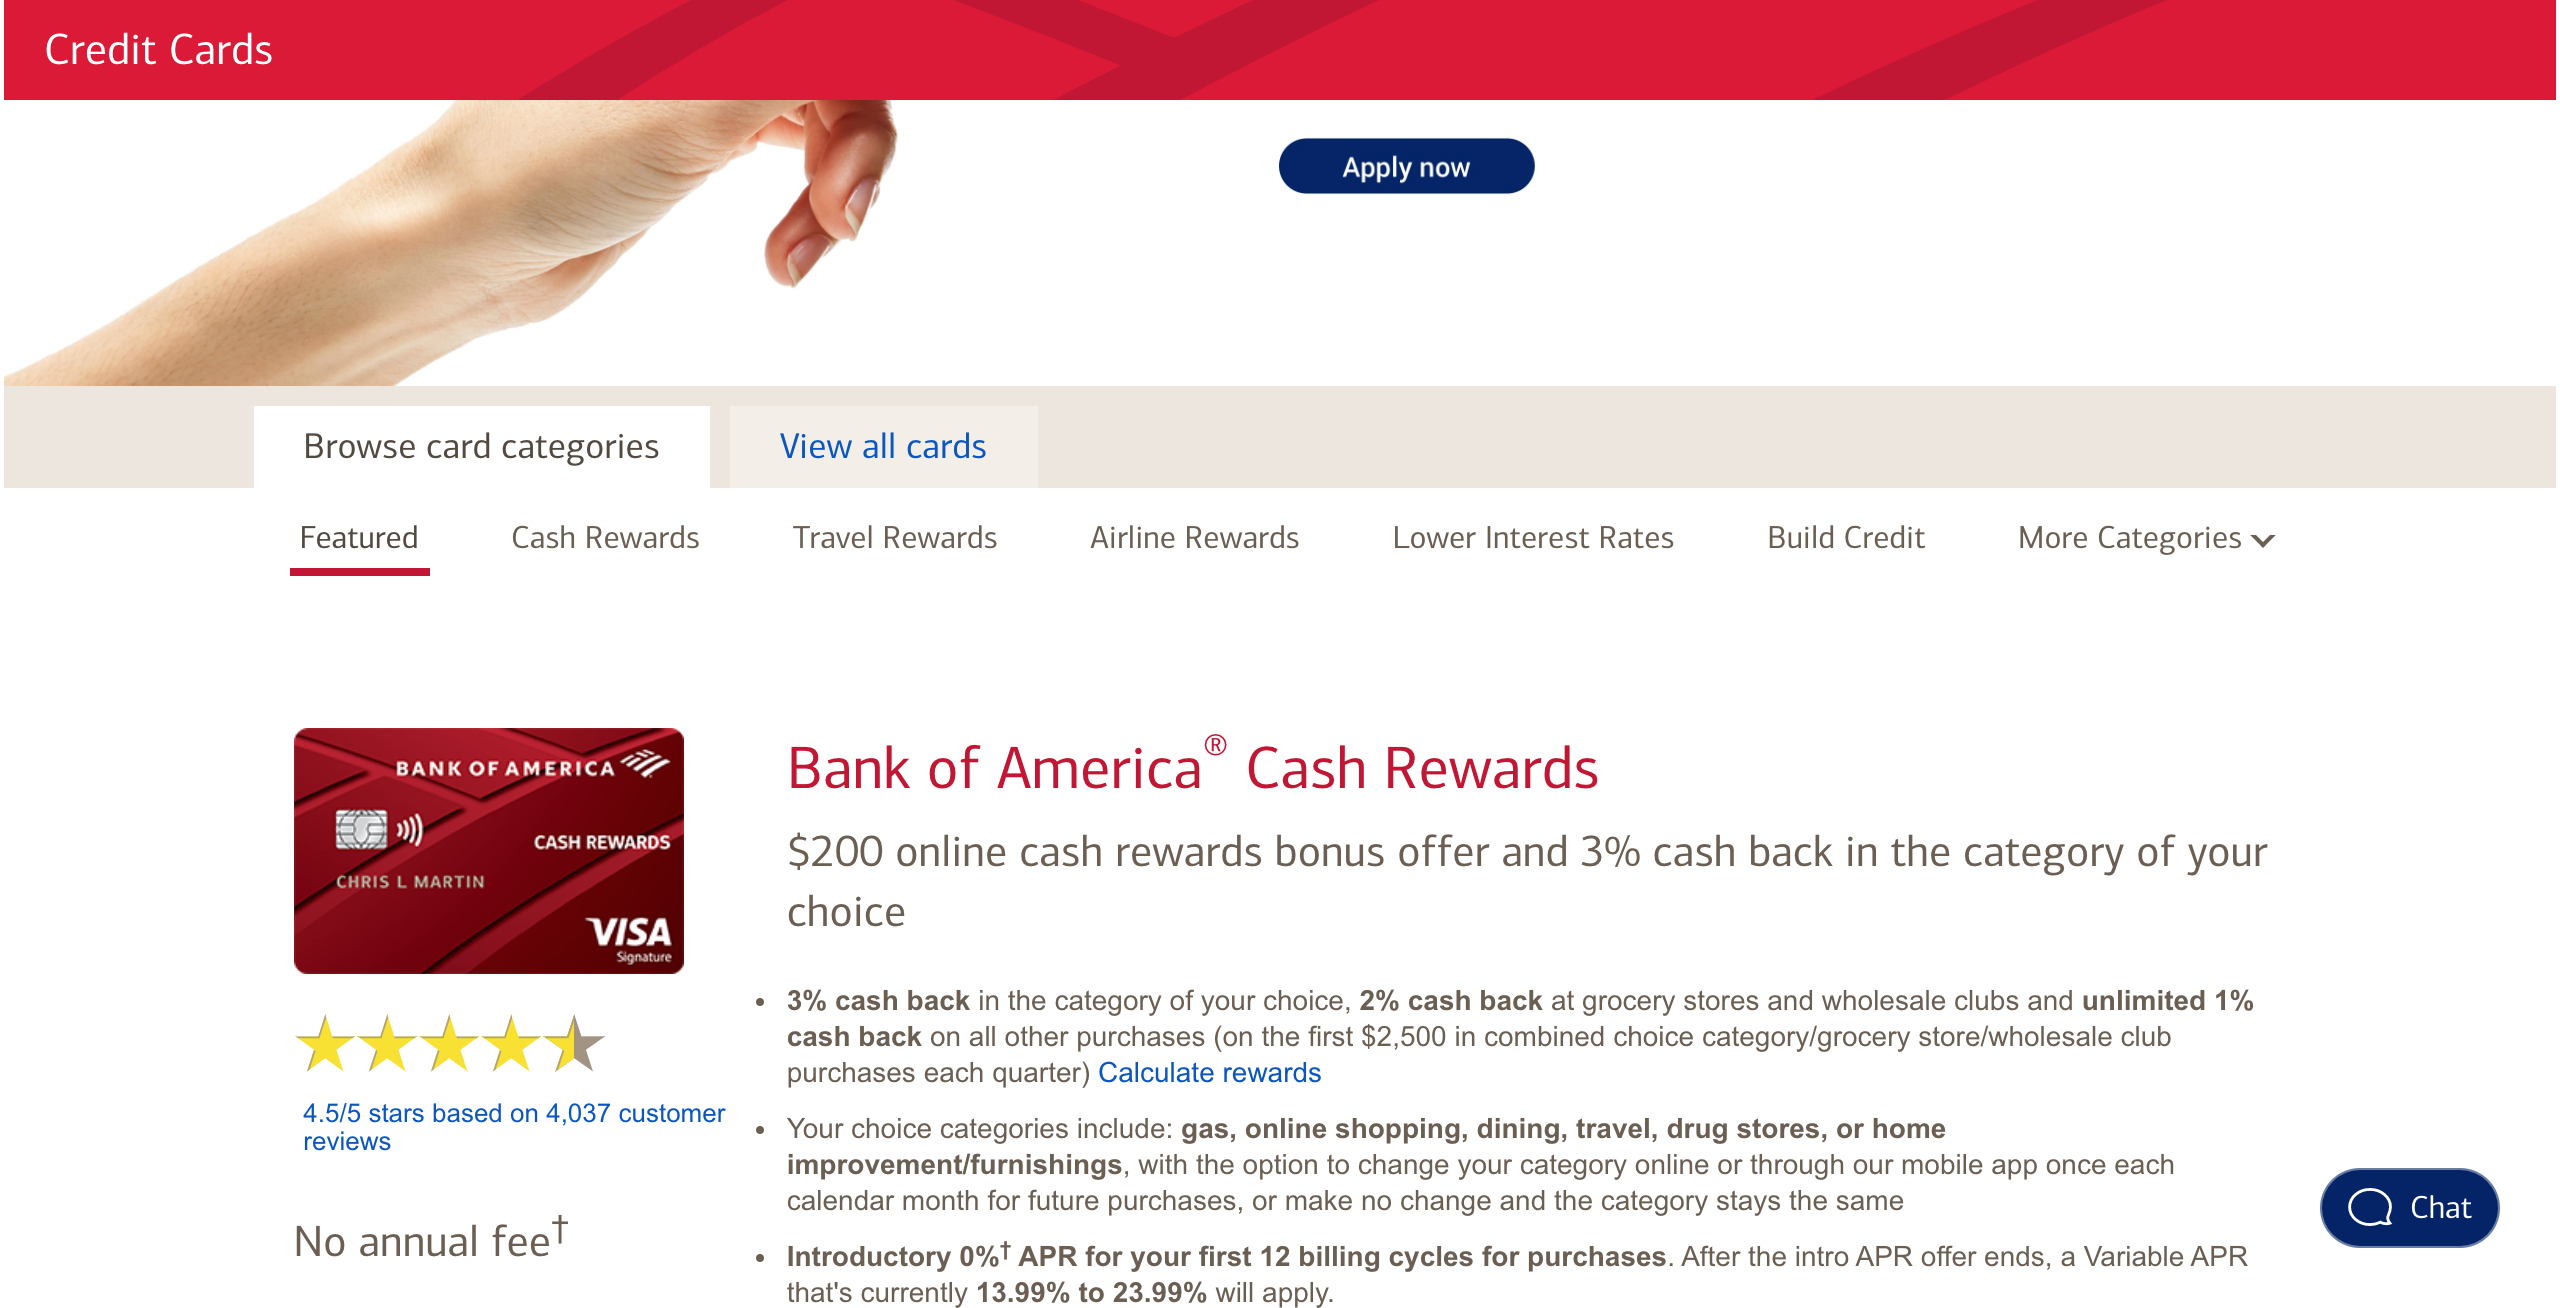 Credit Cards
Apply now
Browse card categories
View all cards
Featured
Cash Rewards
Travel Rewards
Airline Rewards
Lower Interest Rates
Build Credit
More Categories
BANK OF AMERICA
CASH REWARDS
CHRIS L MARTIN
VISA
Signature
4.5/5 stars based on 4,037 customer
reviews
No annual fee†
Bank of America® Cash Rewards
$200 online cash rewards bonus offer and 3% cash back in the category of your
choice
• 3% cash back in the category of your choice, 2% cash back at grocery stores and wholesale clubs and unlimited 1%
cash back on all other purchases (on the first $2,500 in combined choice category/grocery store/wholesale club
purchases each quarter) Calculate rewards
• Your choice categories include: gas, online shopping, dining, travel, drug stores, or home
improvement/furnishings, with the option to change your category online or through our mobile app once each
calendar month for future purchases, or make no change and the category stays the same
• Introductory 0%† APR for your first 12 billing cycles for purchases. After the intro APR offer ends, a Variable APR
that's currently 13.99% to 23.99% will apply.
Chat